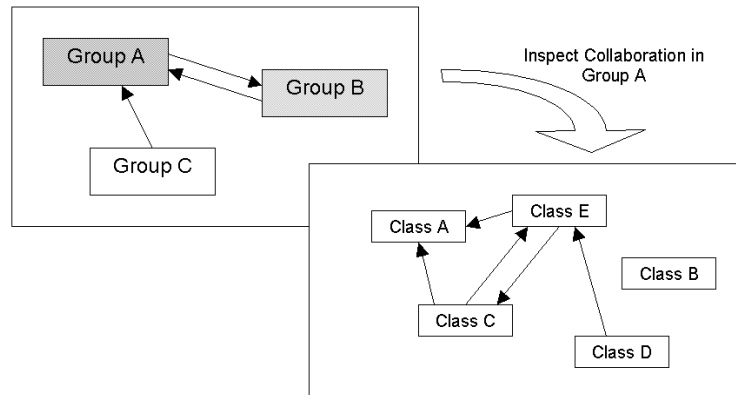 Group A
Group B
Group C
Inspect Collaboration in
Group A
Class A
Class E
Class B
Class C
Class D